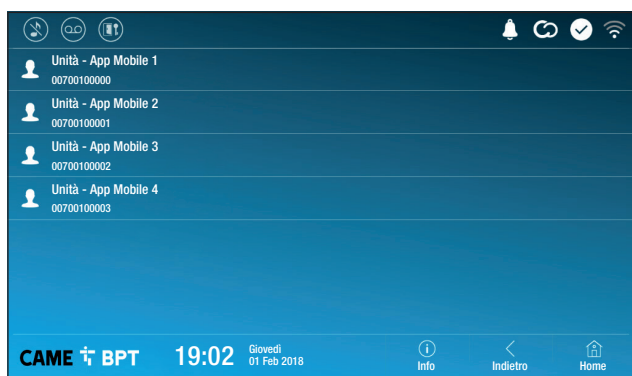 Unità - App Mobile 1
00700100000
Unità - App Mobile 2
00700100001
Unità - App Mobile 3
00700100002
Unità - App Mobile 4
00700100003
CAME BPT
19:02
Giovedì
01 Feb 2018
Info
Indietro
Home